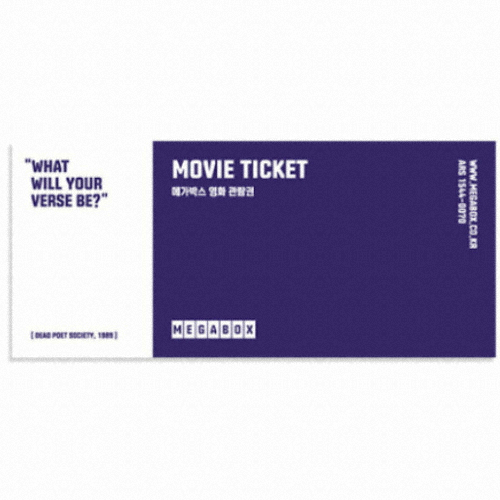 "WHAT
WILL YOUR
VERSE BE?"
[ DEAD POET SOCIETY, 1989 ]
MOVIE TICKET
메가박스 영화 관람권
MEGABOX
WWW.MEGABOX.CO.KR
ARS 1544-0070